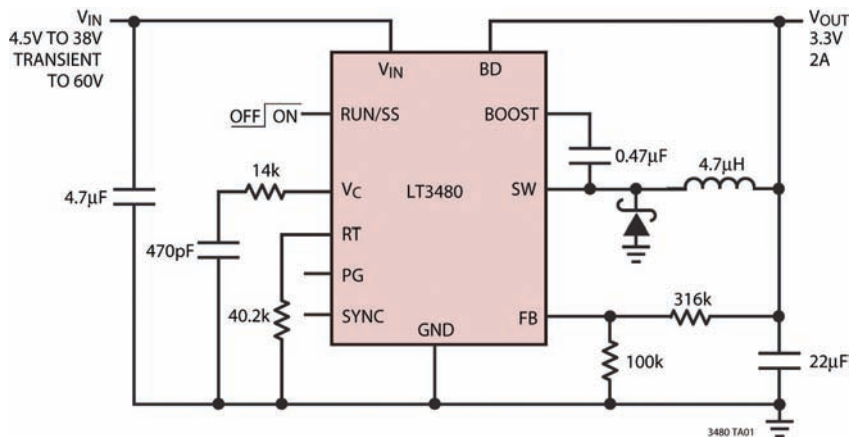 VIN
4.5V TO 38V
TRANSIENT
TO 60V
VOUT
3.3V
2A
VIN
BD
OFF ON
RUN/SS
BOOST
0.47µF
4.7µH
14k
VC
LT3480
SW
4.7µF
470pF
RT
PG
40.2k
SYNC
GND
FB
316k
100k
22µF
3480 TA01